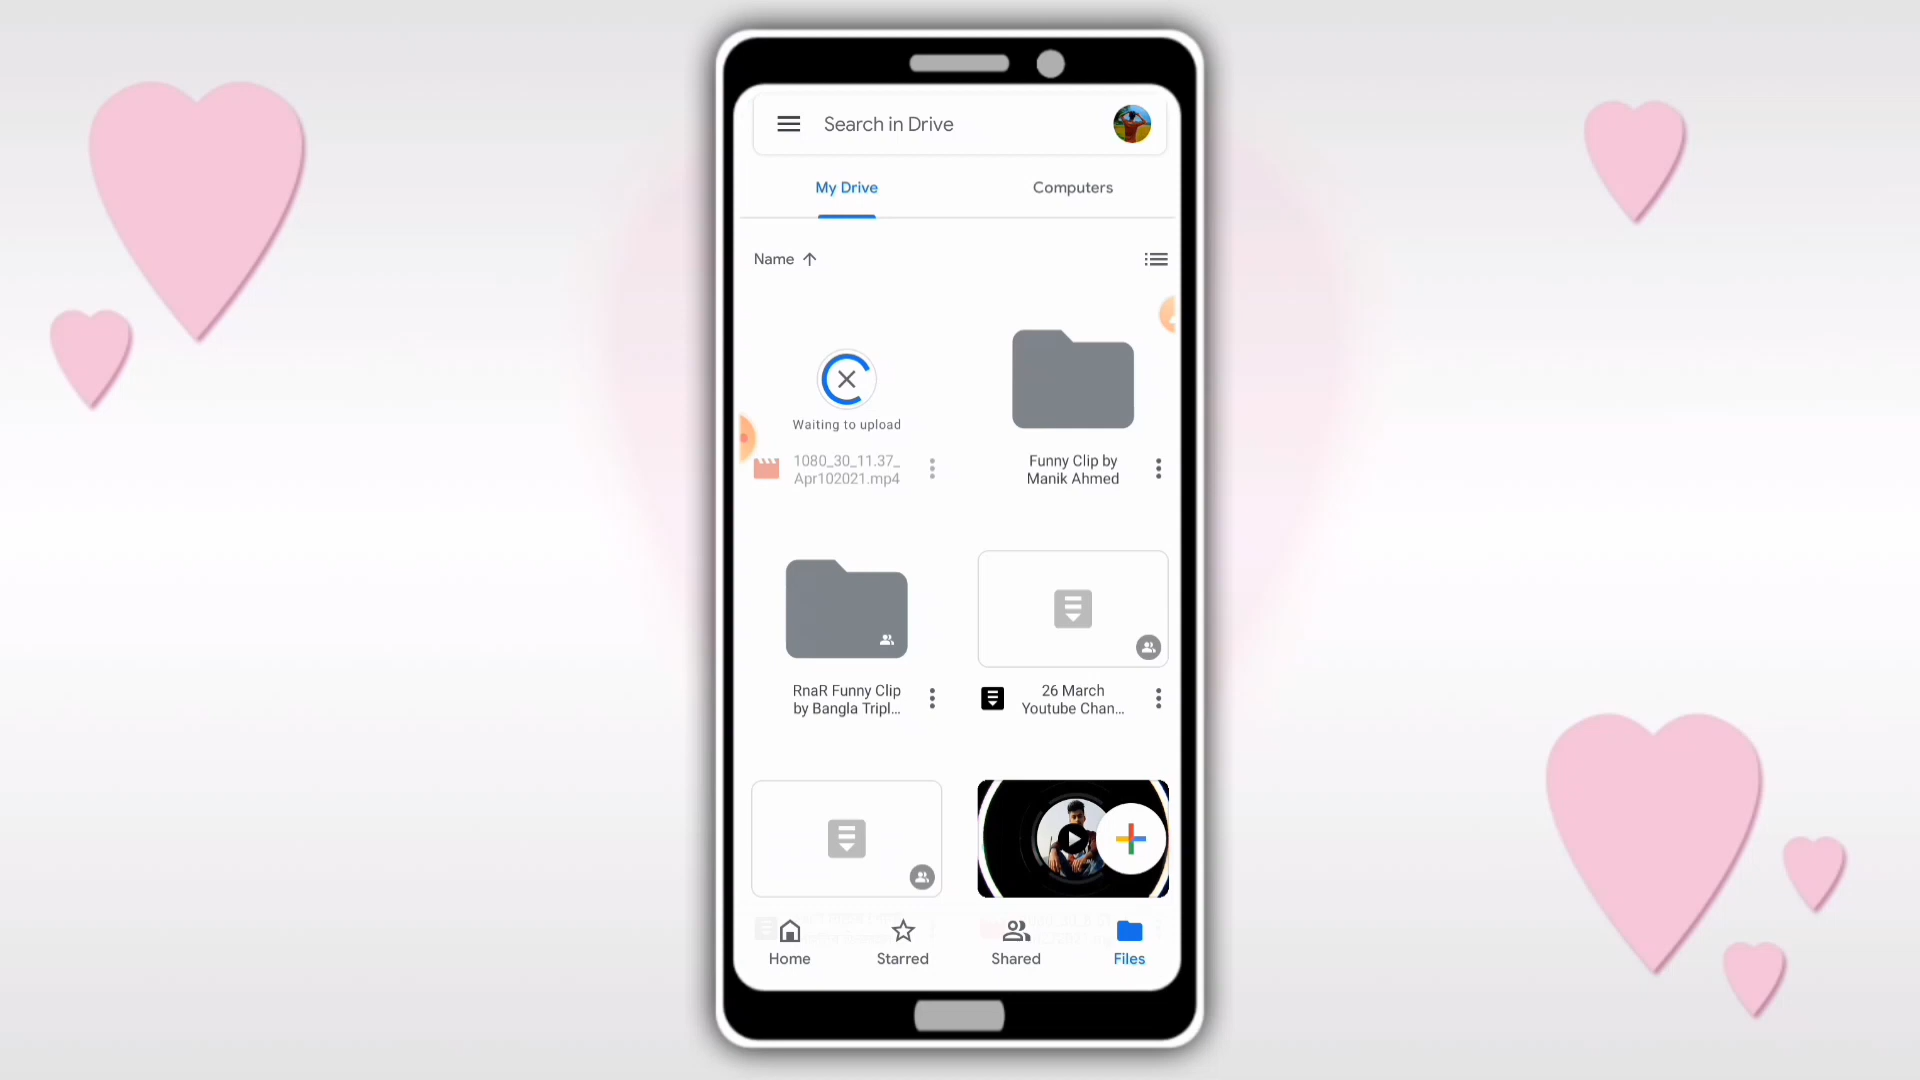 Search in Drive
My Drive
Computers
Name
Waiting to upload
1080_30_11.37_
Apr102021.mp4
Funny Clip by
Manik Ahmed
RnaR Funny Clip
by Bangla Tripl...
26 March
Youtube Chan...
Home
Starred
Shared
Files